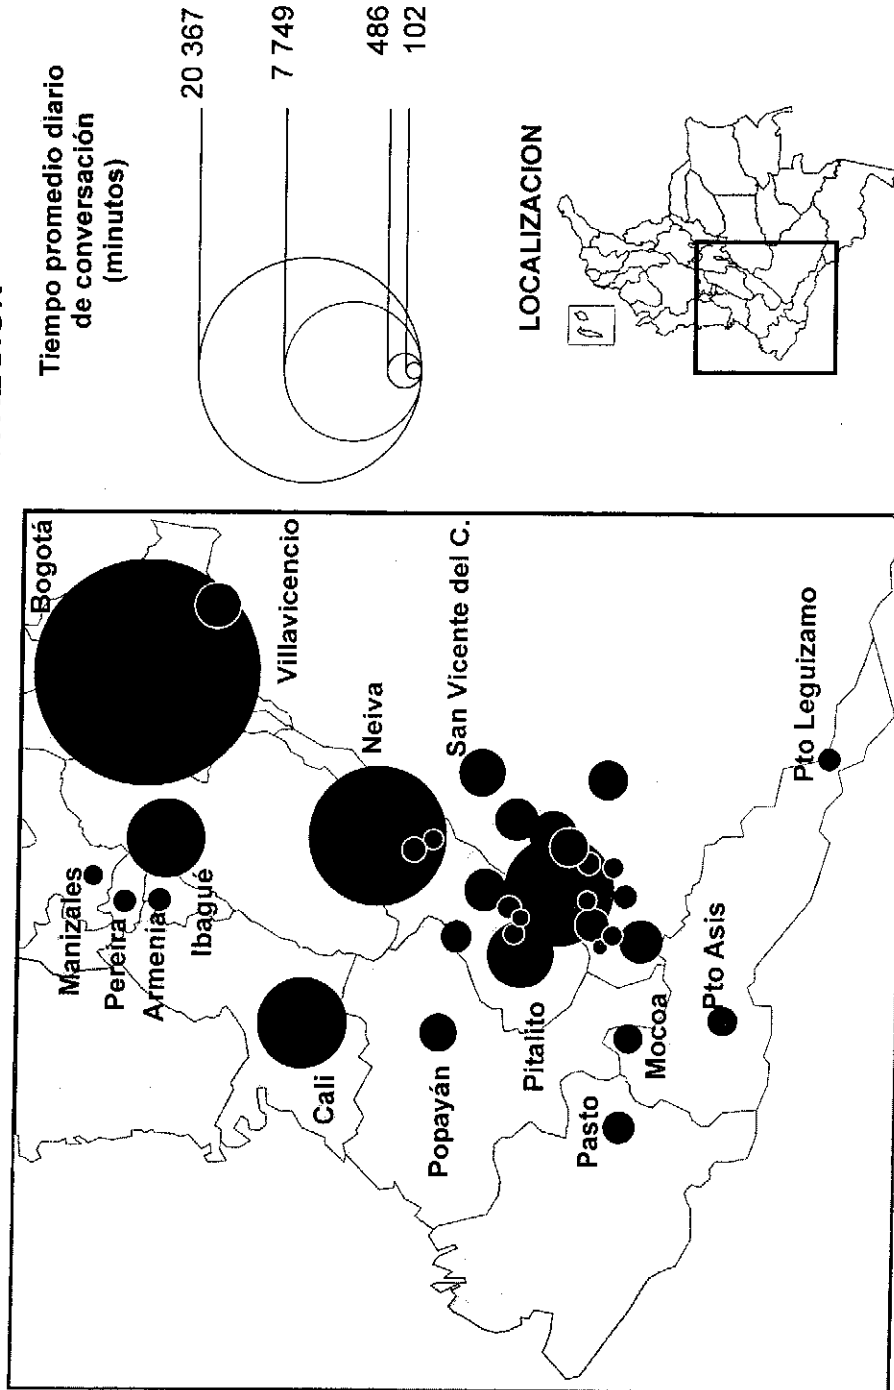 Tiempo promedio diario
de conversación
(minutos)
20 367
7 749
486
102
LOCALIZACION
Bogotá
Villavicencio
Manizales
Pereira
Armenia
Ibagué
Neiva
Cali
San Vicente del C.
Popayán
Pitalito
Pasto
Mocoa
Pto Asis
Pto Leguizamo